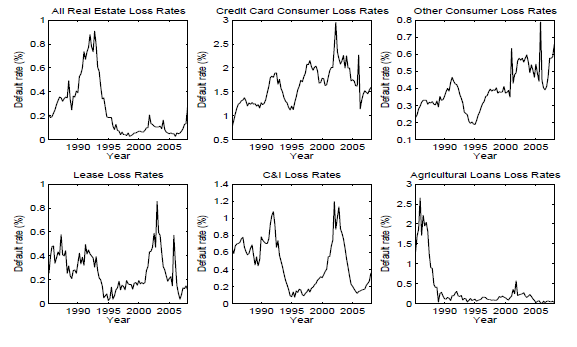 All Real Estate Loss Rates
Default rate (%)
1
0.8
0.6
0.4
0.2
0
1990 1995 2000 2005
Year
Credit Card Consumer Loss Rates
Default rate (%)
3
2.5
2
1.5
1
0.5
1990 1995 2000 2005
Year
Other Consumer Loss Rates
Default rate (%)
0.8
0.7
0.6
0.5
0.4
0.3
0.2
0.1
1990 1995 2000 2005
Year
Lease Loss Rates
Default rate (%)
1
0.8
0.6
0.4
0.2
0
1990 1995 2000 2005
Year
C&I Loss Rates
Default rate (%)
1.4
1.2
1
0.8
0.6
0.4
0.2
0
1990 1995 2000 2005
Year
Agricultural Loans Loss Rates
Default rate (%)
3
2.5
2
1.5
1
0.5
0
1990 1995 2000 2005
Year